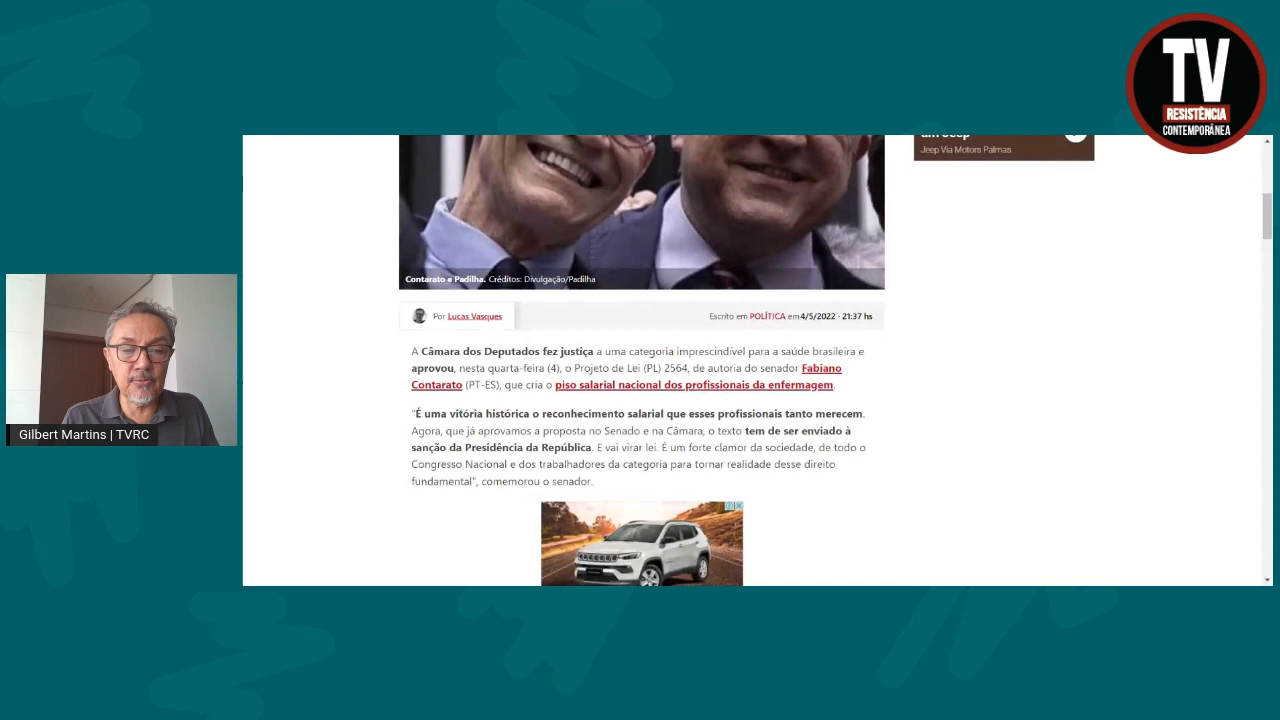 TV
RESISTÊNCIA
CONTEMPORÂNEA
Jeep Via Motors Palmas
Contarato e Padilha. Créditos: Divulgação/Padilha
Por Lucas Vasques
Escrito em POLÍTICA em 4/5/2022 · 21:37 hs
A Câmara dos Deputados fez justiça a uma categoria imprescindível para a saúde brasileira e
aprovou, nesta quarta-feira (4), o Projeto de Lei (PL) 2564, de autoria do senador Fabiano
Contarato (PT-ES), que cria o piso salarial nacional dos profissionais da enfermagem.
“É uma vitória histórica o reconhecimento salarial que esses profissionais tanto merecem.
Agora, que já aprovamos a proposta no Senado e na Câmara, o texto tem de ser enviado à
sanção da Presidência da República. E vai virar lei. É um forte clamor da sociedade, de todo o
Congresso Nacional e dos trabalhadores da categoria para tornar realidade desse direito
fundamental”, comemorou o senador.
Gilbert Martins | TVRC